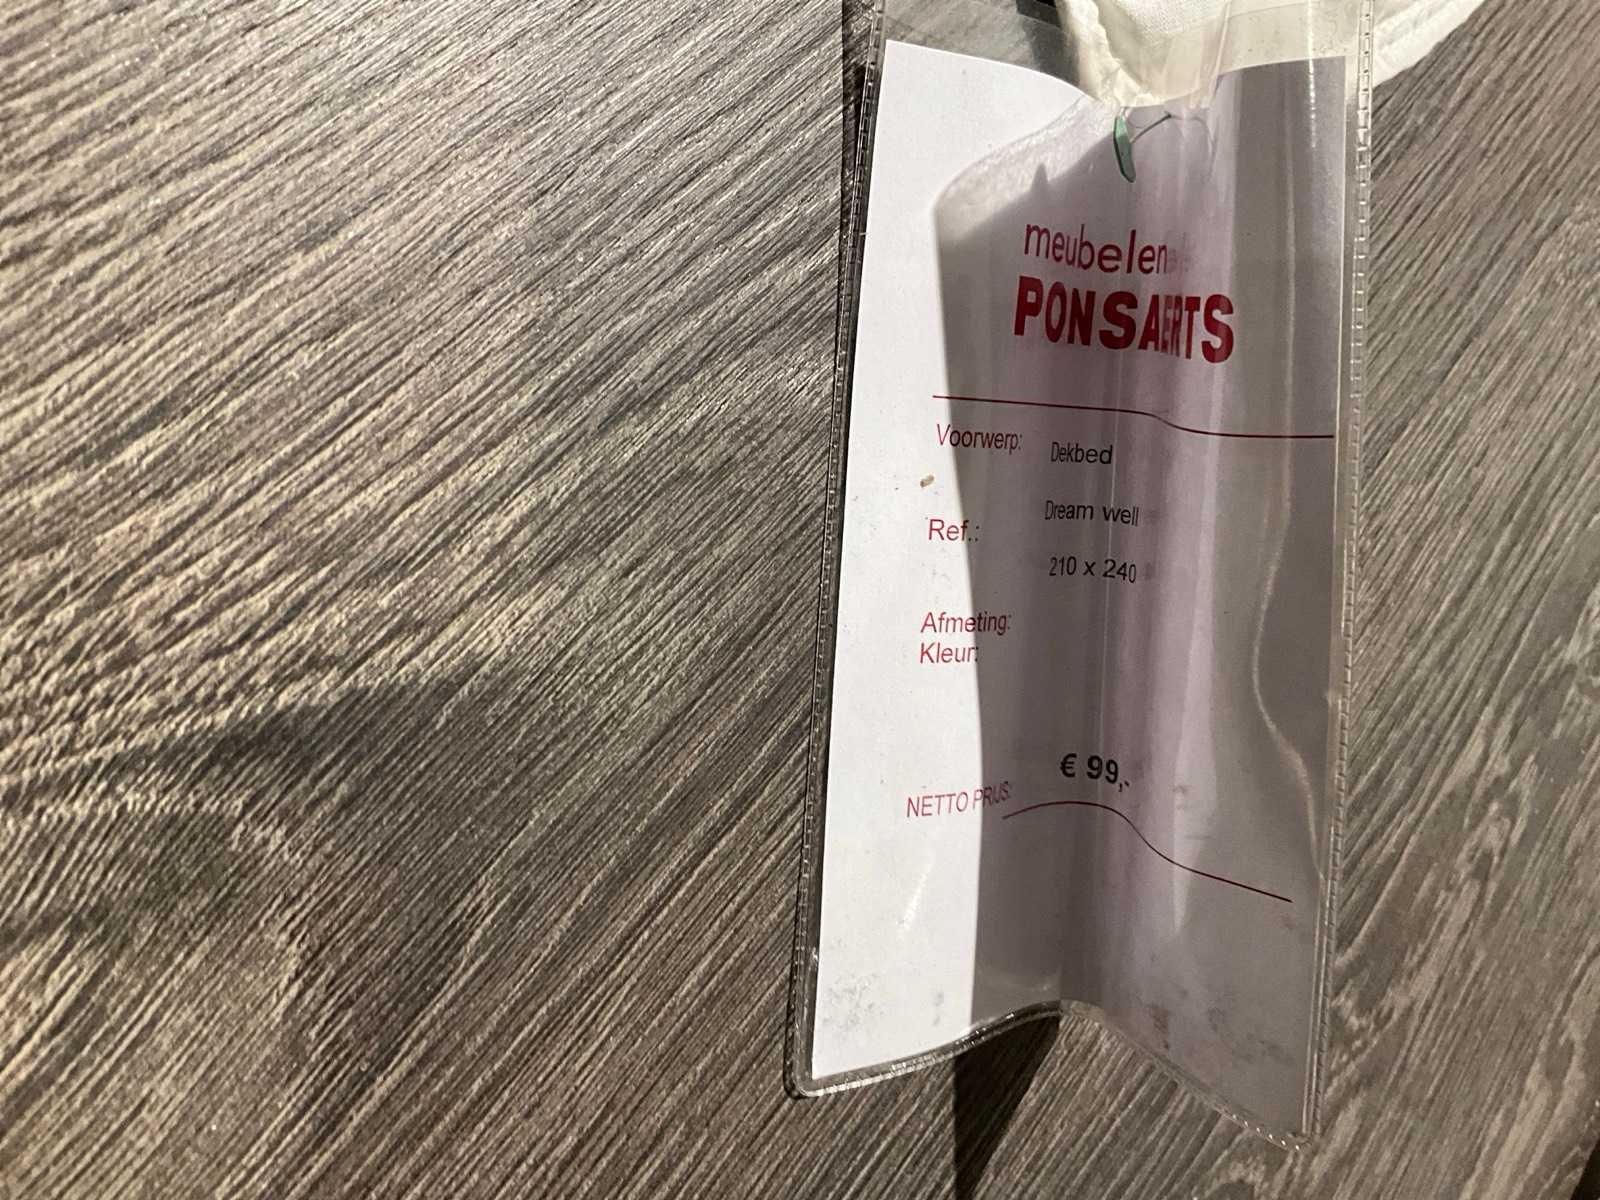 meubelen
PONSAERTS
Voorwerp: Dekbed
Ref.: Dream well
210 x 240
Afmeting:
Kleur:
€ 99,-
NETTO PRIJS: